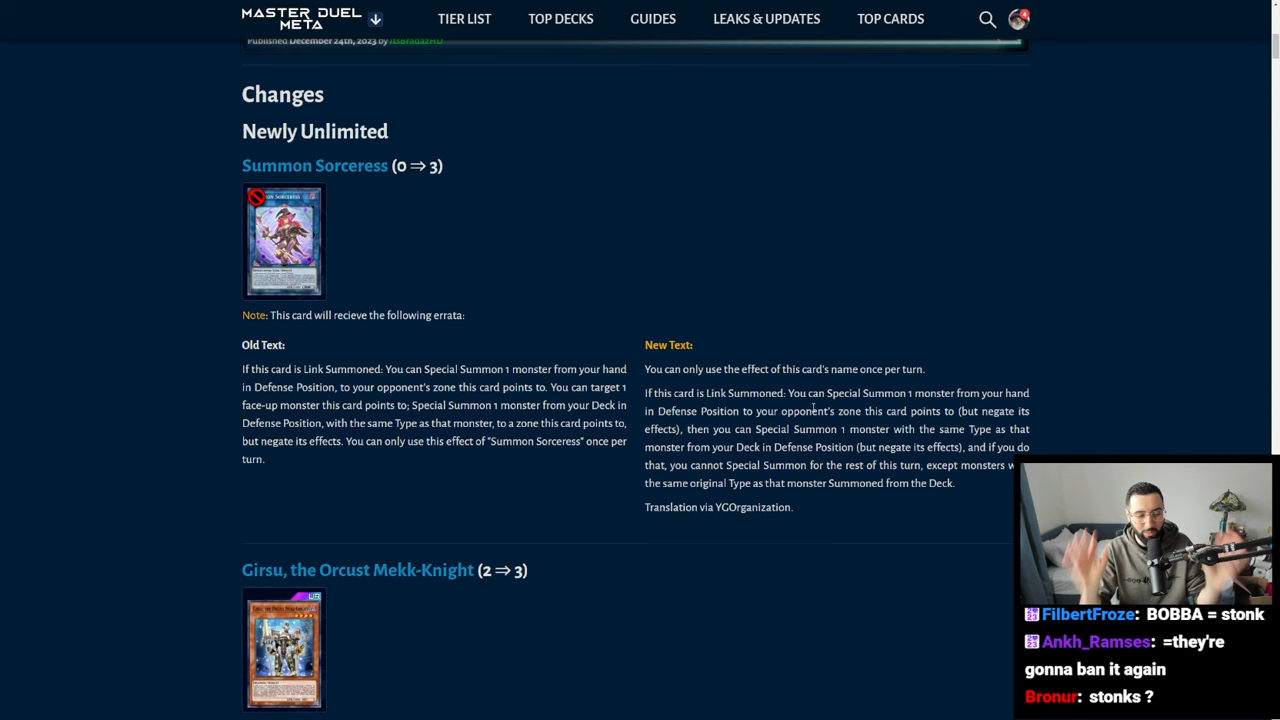 MASTER DUEL
META
TIER LIST
TOP DECKS
GUIDES
LEAKS & UPDATES
TOP CARDS
4
Published December 24th, 2023 by ItsBradazHD
Changes
Newly Unlimited
Summon Sorceress (0 ⇒ 3)
Note: This card will recieve the following errata:
Old Text:
If this card is Link Summoned: You can Special Summon 1 monster from your hand
in Defense Position, to your opponent's zone this card points to. You can target 1
face-up monster this card points to; Special Summon 1 monster from your Deck in
Defense Position, with the same Type as that monster, to a zone this card points to,
but negate its effects. You can only use this effect of "Summon Sorceress" once per
turn.
New Text:
You can only use the effect of this card's name once per turn.
If this card is Link Summoned: You can Special Summon 1 monster from your hand
in Defense Position to your opponent's zone this card points to (but negate its
effects), then you can Special Summon 1 monster with the same Type as that
monster from your Deck in Defense Position (but negate its effects), and if you do
that, you cannot Special Summon for the rest of this turn, except monsters w
the same original Type as that monster Summoned from the Deck.
Translation via YGOrganization.
Girsu, the Orcust Mekk-Knight (2 ⇒ 3)
UR
FilbertFroze: BOBBA = stonk
Ankh_Ramses: =they're
gonna ban it again
Bronur: stonks ?